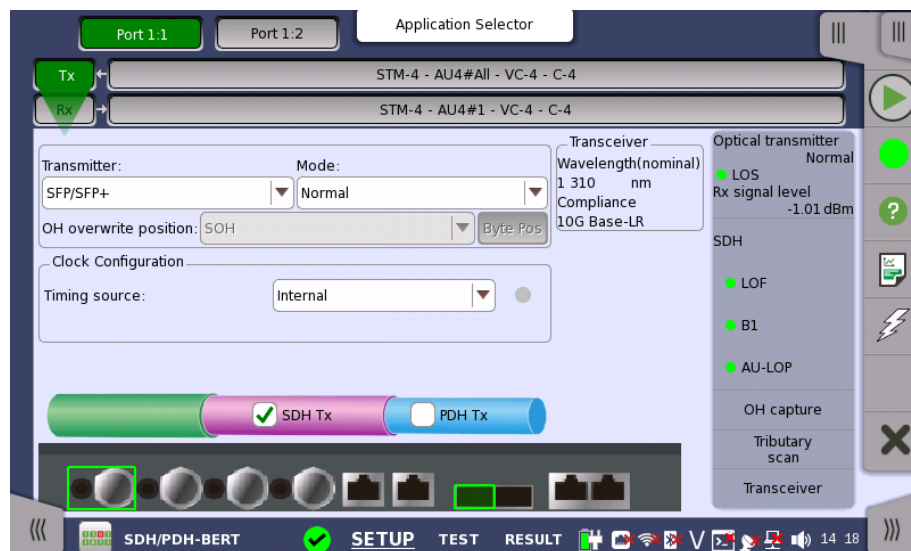 Application Selector
Port 1:1
Port 1:2
Tx
STM-4 - AU4#All - VC-4 - C-4
Rx
STM-4 - AU4#1 - VC-4 - C-4
Transmitter:
Mode:
SFP/SFP+
Normal
OH overwrite position:
SOH
Byte Pos
Clock Configuration
Timing source:
Internal
Transceiver
Wavelength(nominal)
1 310 nm
Compliance
10G Base-LR
Optical transmitter
Normal
LOS
Rx signal level
-1.01 dBm
SDH
LOF
B1
AU-LOP
OH capture
Tributary
scan
Transceiver
SDH Tx
PDH Tx
SDH/PDH-BERT
SETUP
TEST
RESULT
14 18